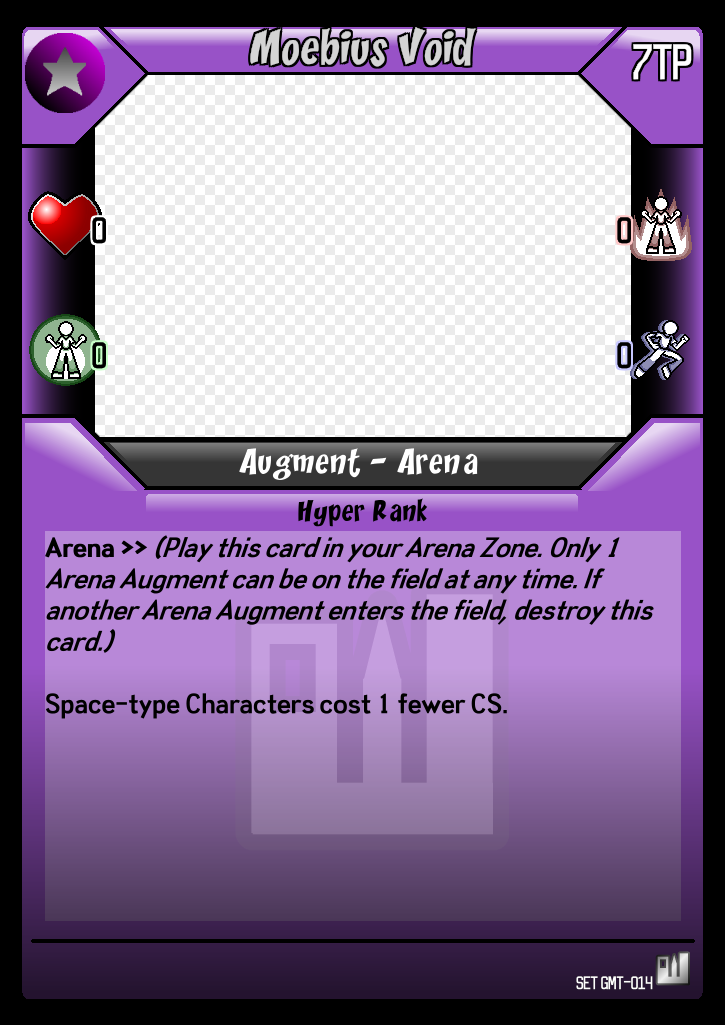 Moebius Void
7TP
0
0
0
0
Augment - Arena
Hyper Rank
Arena >> (Play this card in your Arena Zone. Only 1
Arena Augment can be on the field at any time. If
another Arena Augment enters the field, destroy this
card.)
Space-type Characters cost 1 fewer CS.
SET GMT-014